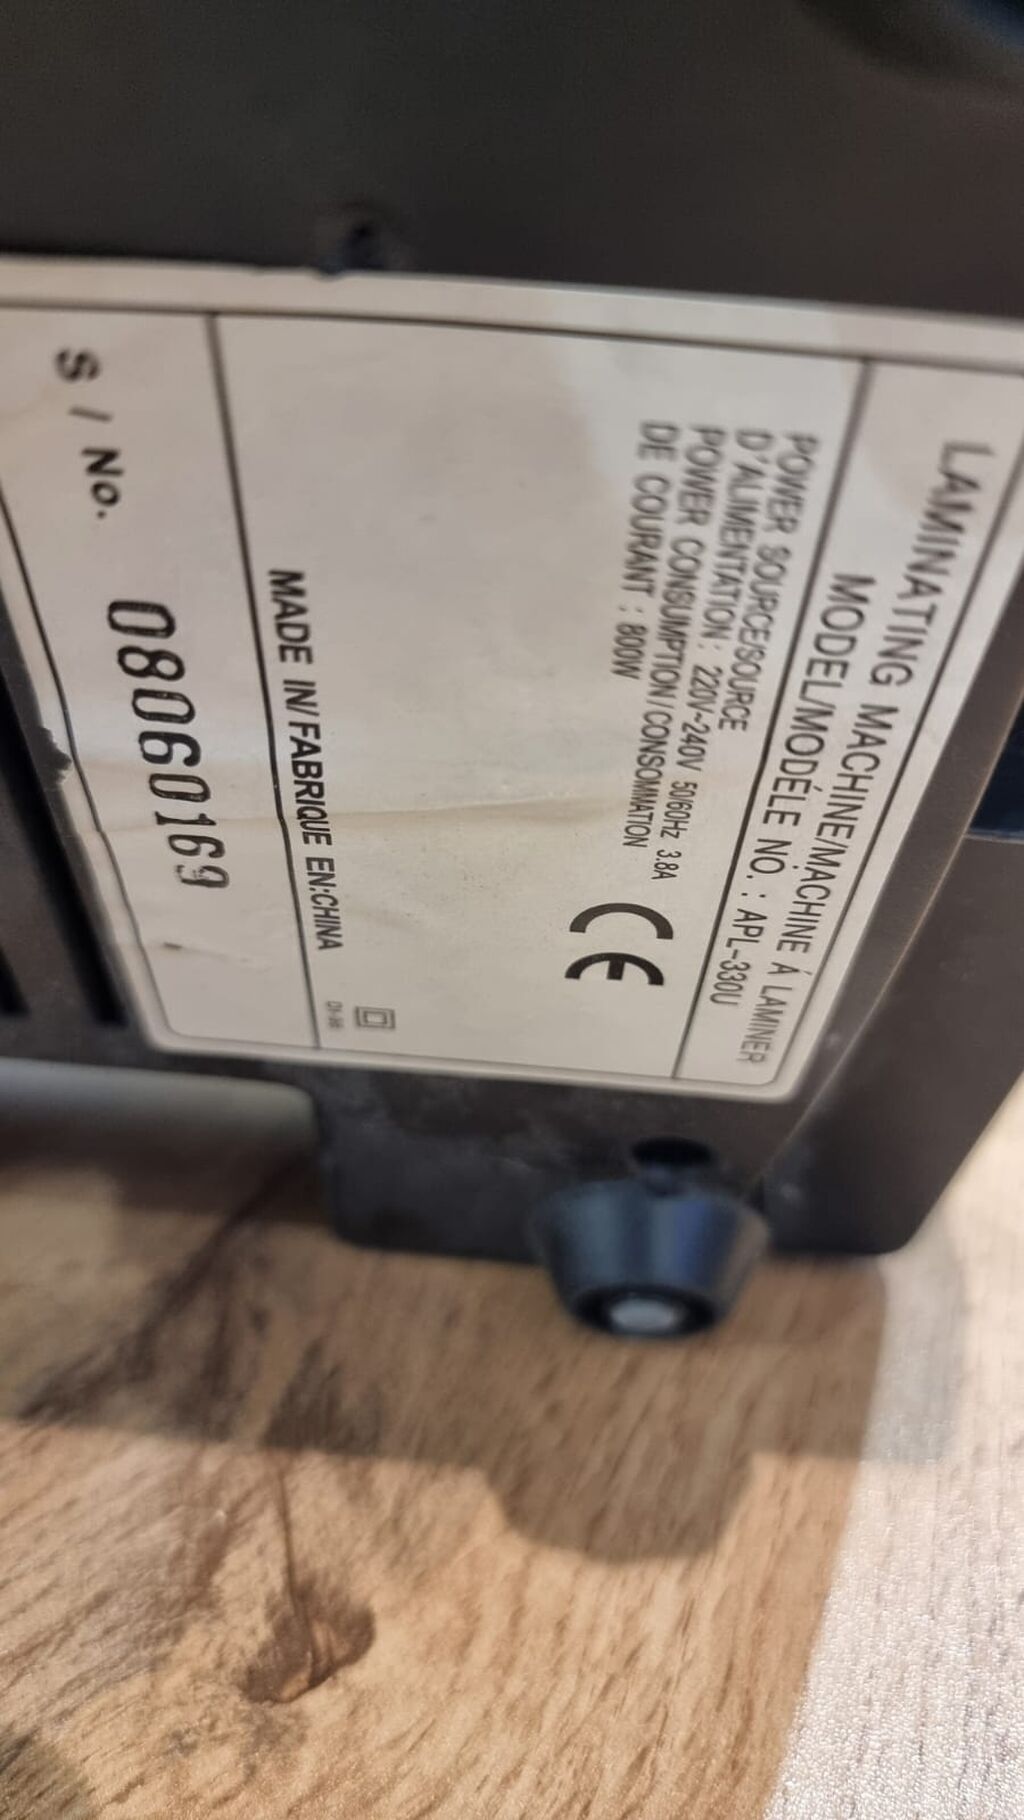 LAMINATING MACHINE/MACHINE Á LAMINER
MODEL/MODÉLE NO. : APL-330U
POWER SOURCE/SOURCE
D'ALIMENTATION : 220V~240V 50/60Hz 3.8A
POWER CONSUMPTION/CONSOMMATION
DE COURANT : 800W
CE
MADE IN/FABRIQUE EN:CHINA
S / No. 08060169